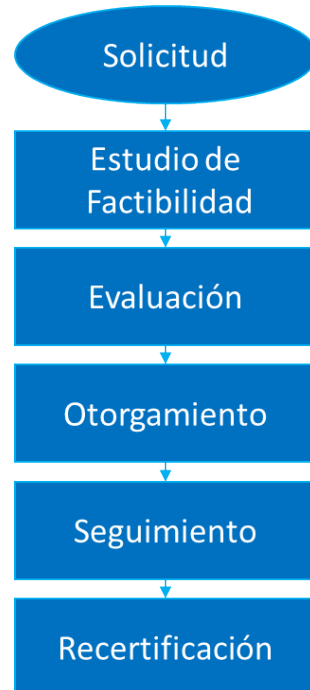 Solicitud
Estudio de
Factibilidad
Evaluación
Otorgamiento
Seguimiento
Recertificación